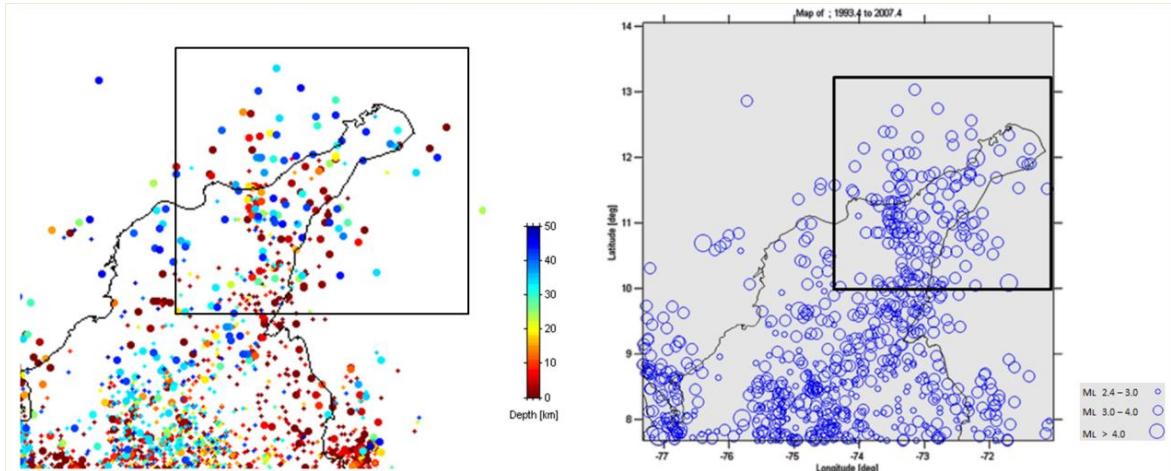 50
40
30
20
10
0
Depth [km]
Map of ; 1993.4 to 2007.4
14
13
12
11
10
9
8
Latitude [deg]
-77
-76
-75
-74
-73
-72
Longitude [deg]
ML 2.4 – 3.0
ML 3.0 – 4.0
ML > 4.0